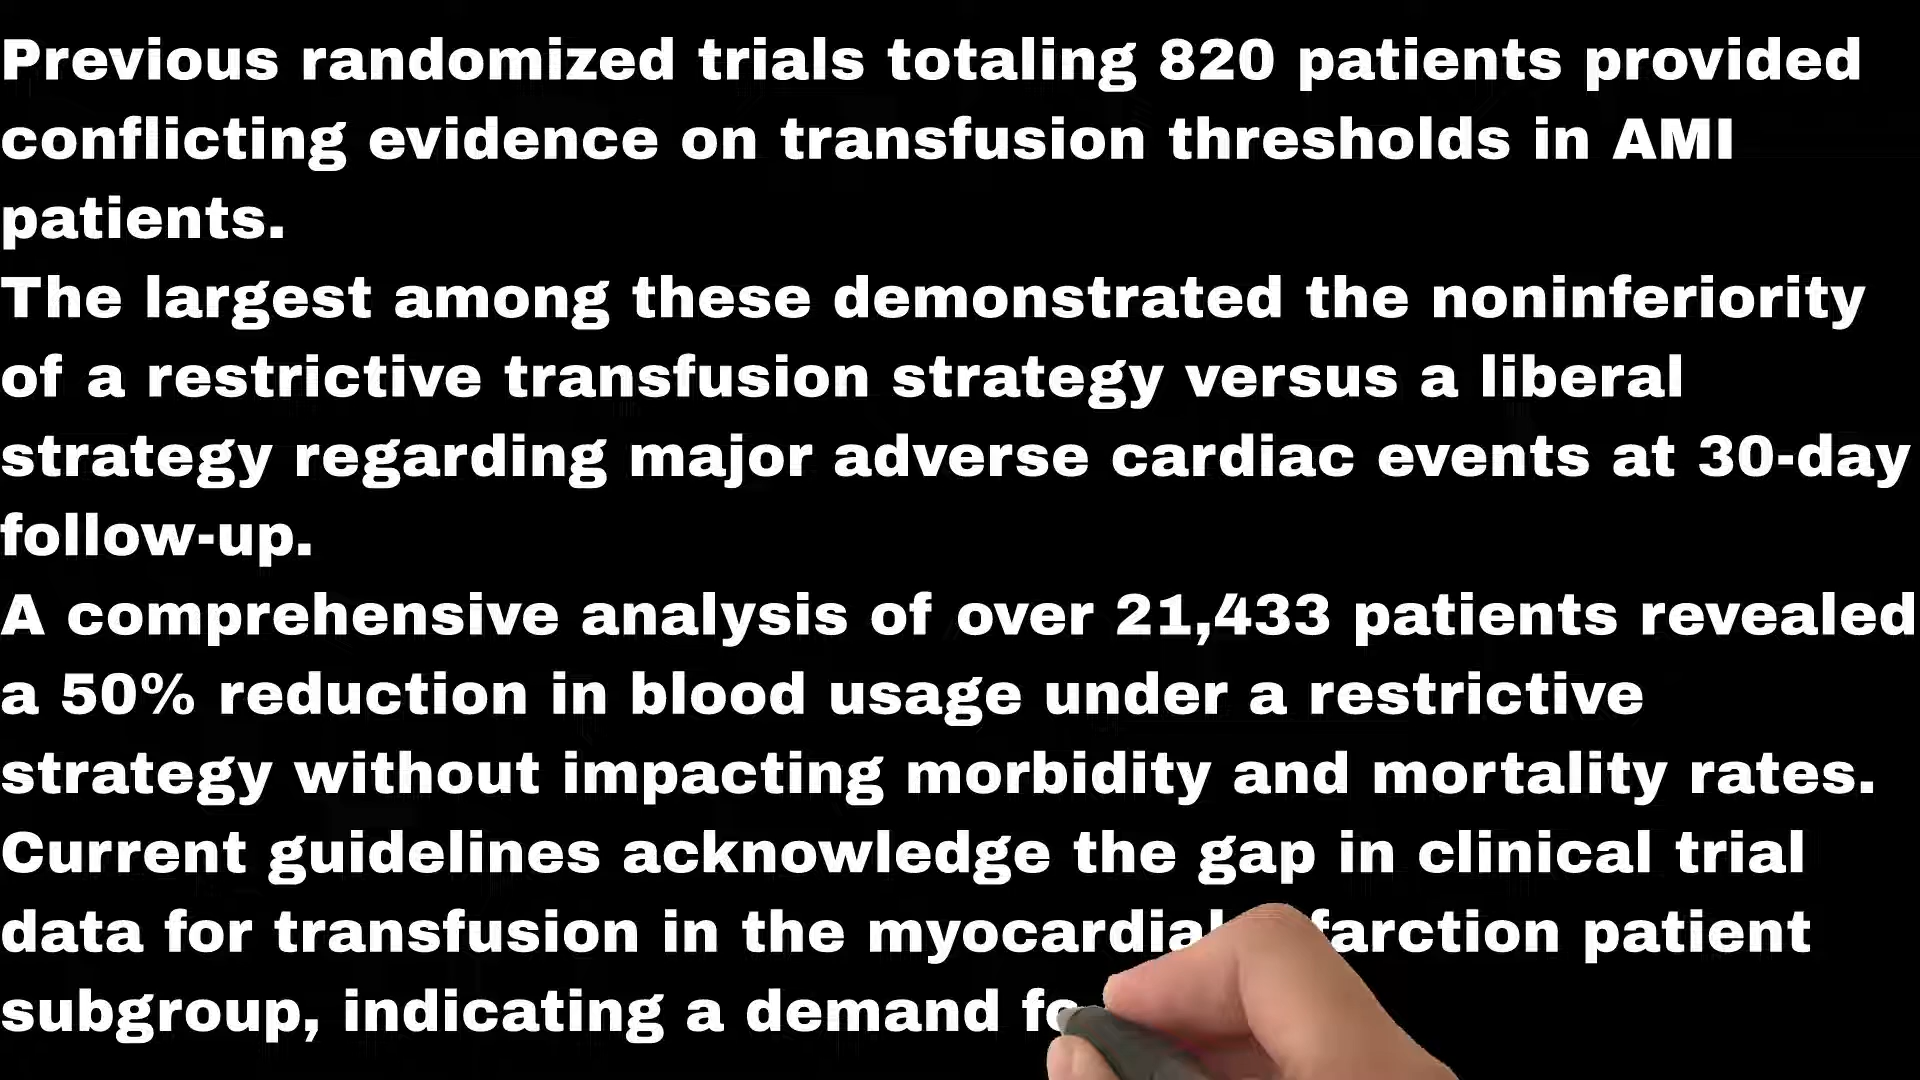 Previous randomized trials totaling 820 patients provided
conflicting evidence on transfusion thresholds in AMI
patients.
The largest among these demonstrated the noninferiority
of a restrictive transfusion strategy versus a liberal
strategy regarding major adverse cardiac events at 30-day
follow-up.
A comprehensive analysis of over 21,433 patients revealed
a 50% reduction in blood usage under a restrictive
strategy without impacting morbidity and mortality rates.
Current guidelines acknowledge the gap in clinical trial
data for transfusion in the myocardial farction patient
subgroup, indicating a demand fo